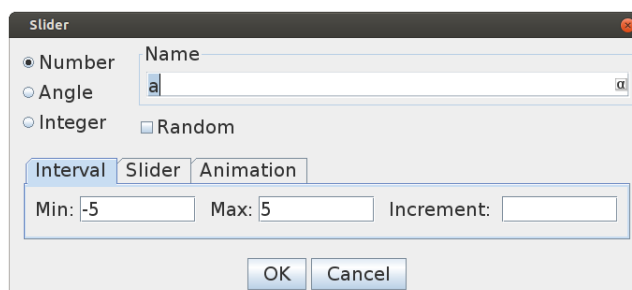 Slider
Number
Name
a
α
Angle
Integer
Random
Interval Slider Animation
Min: -5 Max: 5 Increment:
OK Cancel